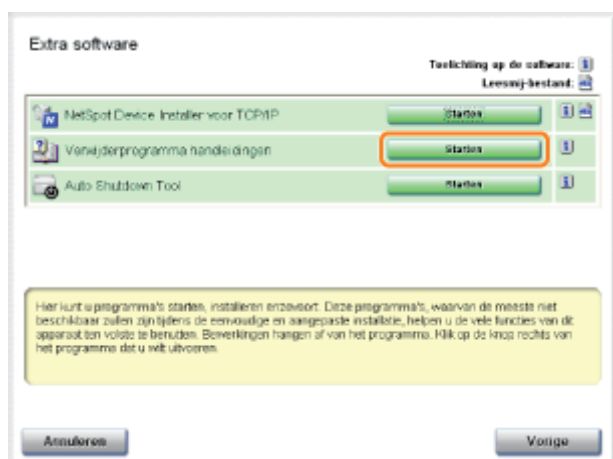 Extra software
Toelichting op de software:
Leesmij-bestand:
NetSpot Device Installer voor TCP/IP
Starten
Verwijderprogramma handleidingen
Starten
Auto Shutdown Tool
Starten
Hier kunt u programma's starten, installeren enzovoort. Deze programma's, waarvan de meeste niet
beschikbaar zullen zijn tijdens de eenvoudige en aangepaste installatie, helpen u de vele functies van dit
apparaat ten volste te benutten. Bewerkingen hangen af van het programma. Klik op de knop rechts van
het programma dat u wilt uitvoeren.
Annuleren
Vorige